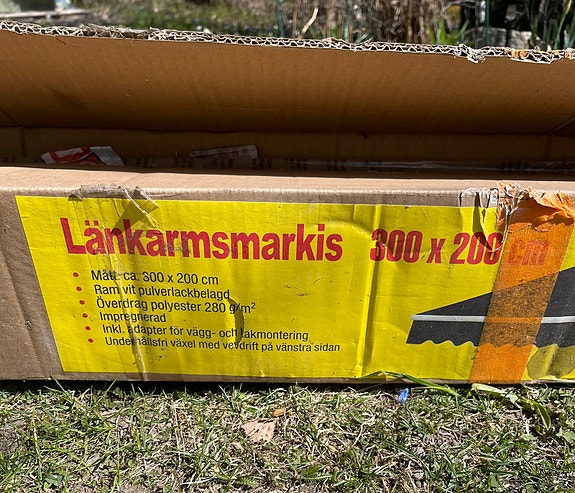 Länkarmsmarkis 300 x 200 cm
• Mått: ca. 300 x 200 cm
• Ram vit pulverlackbelagd
• Överdrag polyester 280 g/m²
• Impregnerad
• Inkl. adapter för vägg- och takmontering
• Underhållsfri växel med vevdrift på vänstra sidan